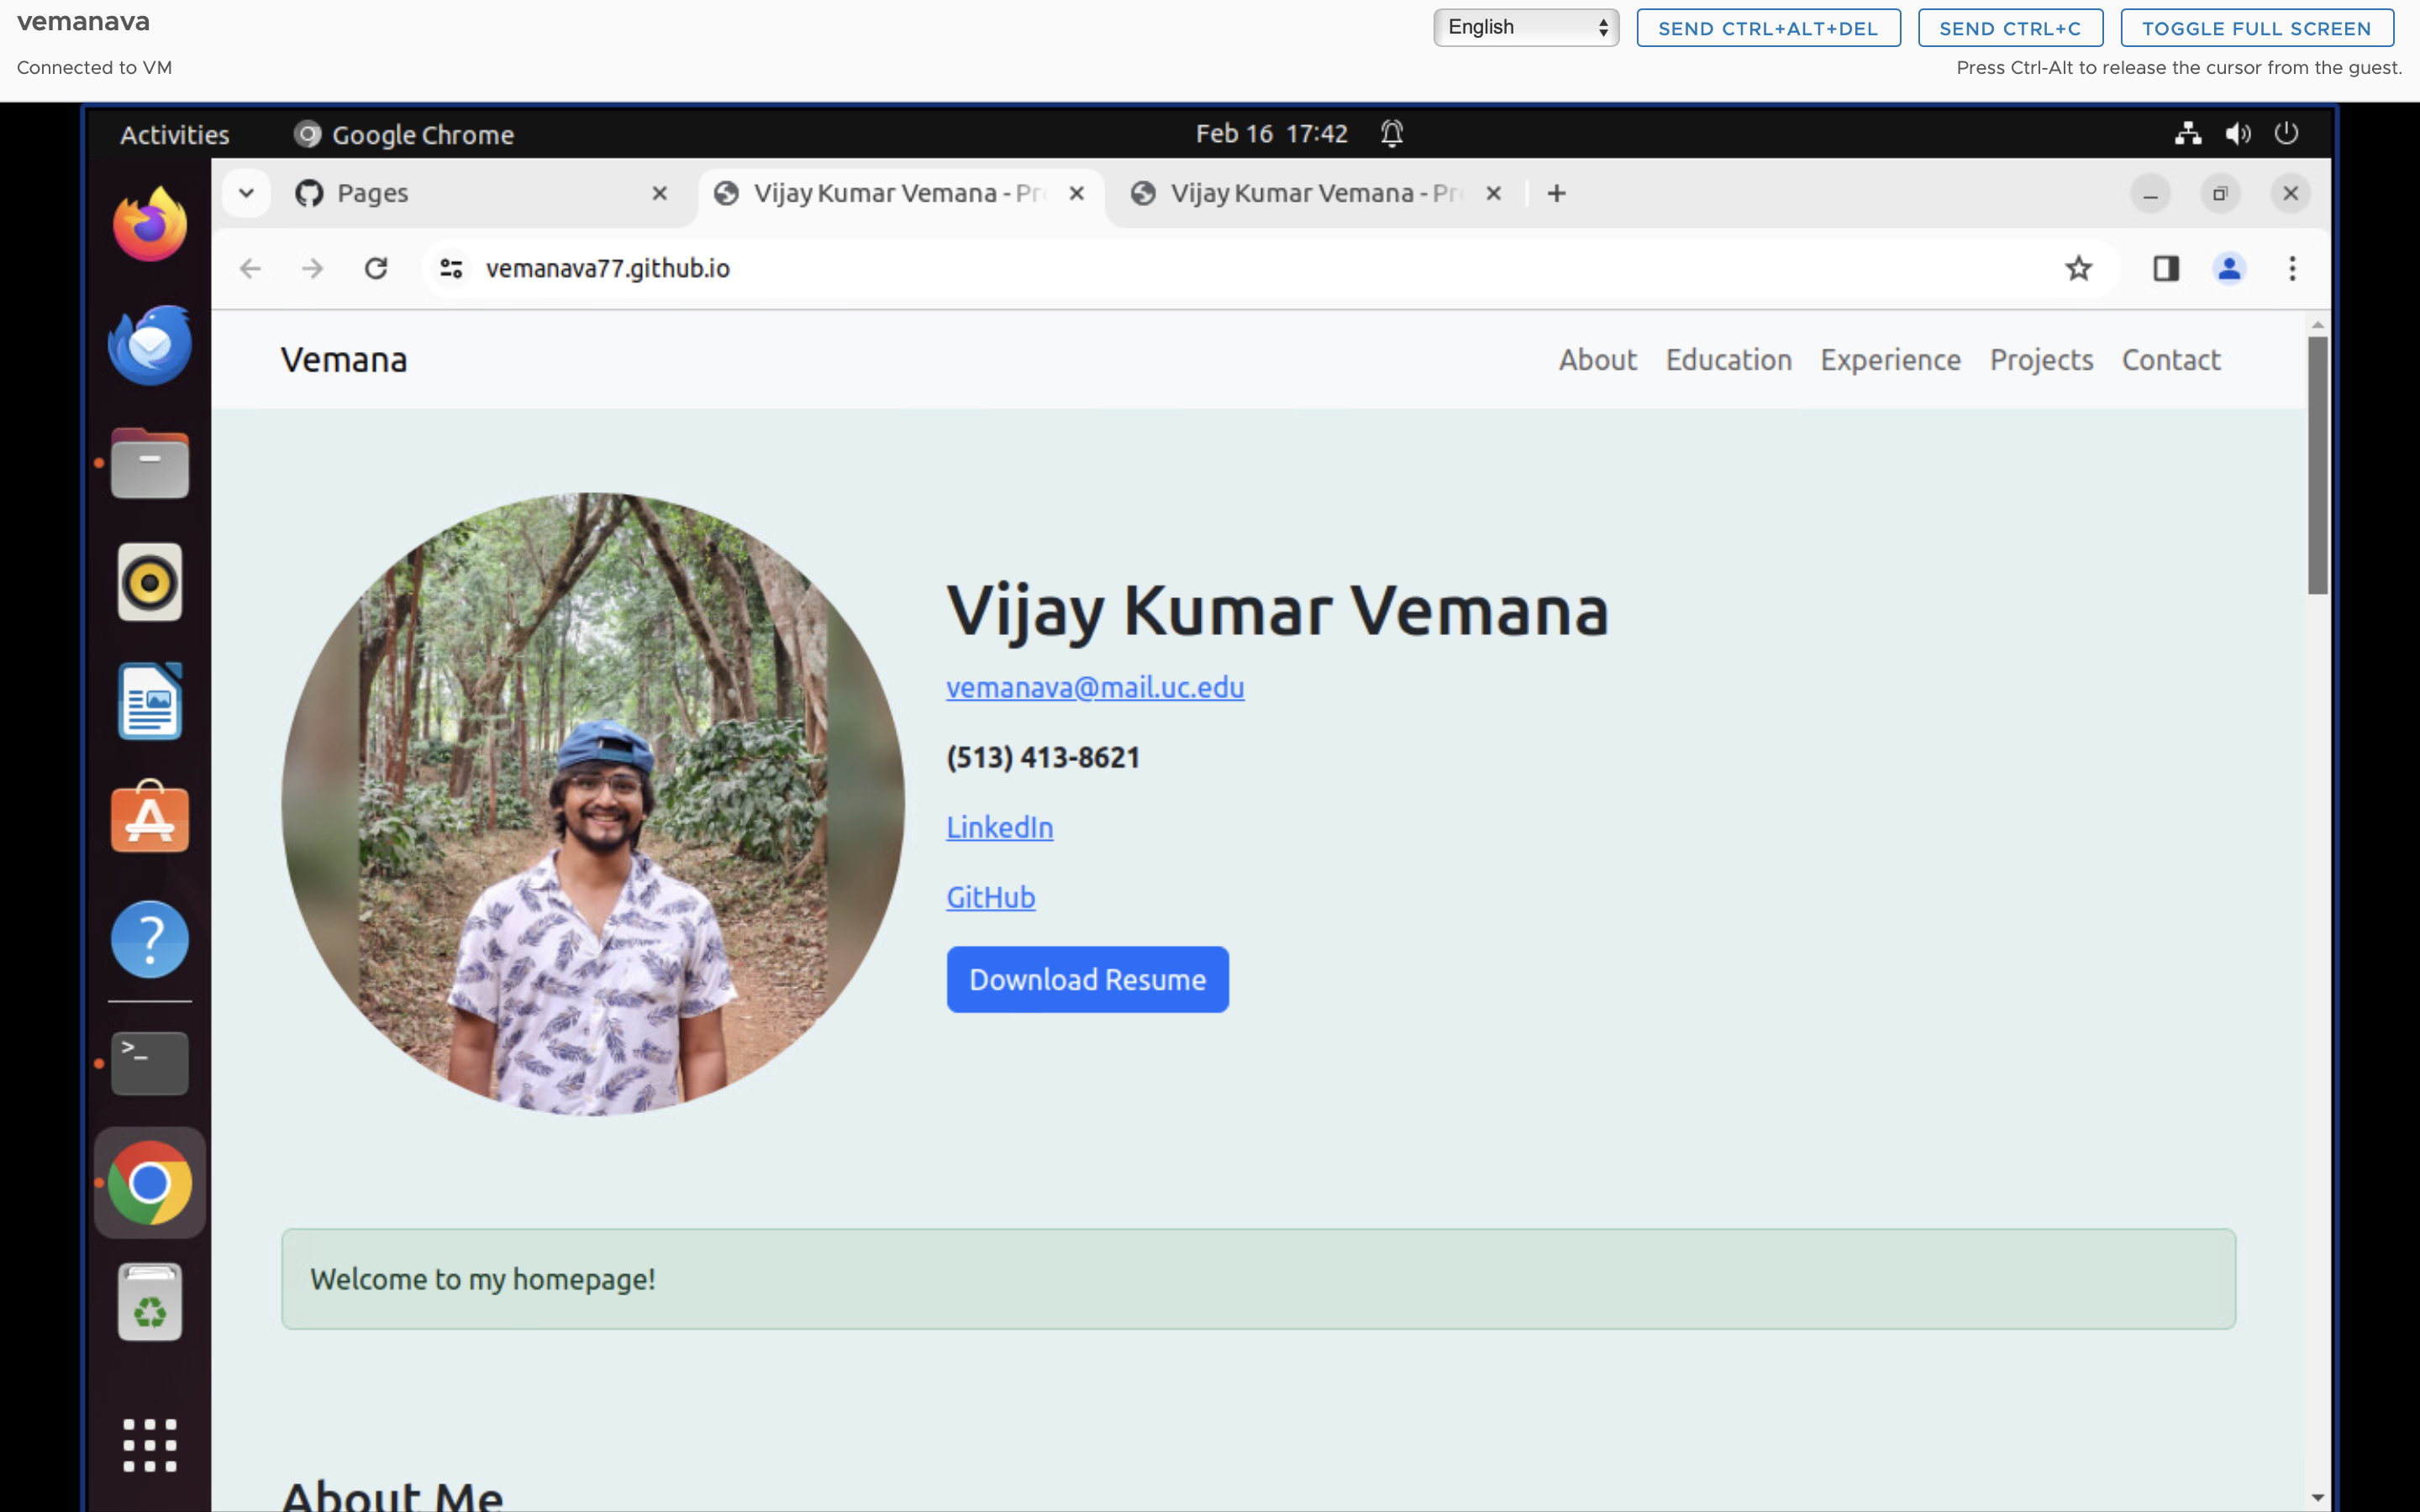 vemanava
English
SEND CTRL+ALT+DEL
SEND CTRL+C
TOGGLE FULL SCREEN
Connected to VM
Press Ctrl-Alt to release the cursor from the guest.
Activities
Google Chrome
Feb 16 17:42
Pages
Vijay Kumar Vemana - Pr
Vijay Kumar Vemana - Pr
vemanava77.github.io
Vemana
About
Education
Experience
Projects
Contact
Vijay Kumar Vemana
vemanava@mail.uc.edu
(513) 413-8621
LinkedIn
GitHub
Download Resume
Welcome to my homepage!
About Me